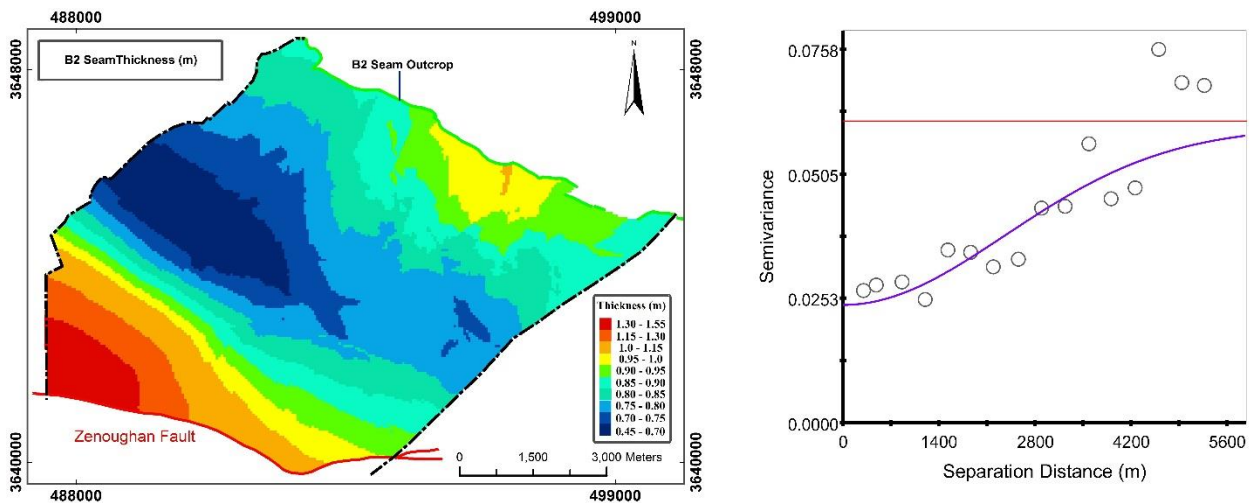 488000
499000
B2 SeamThickness (m)
B2 Seam Outcrop
N
3648000
3648000
Thickness (m)
1.30 - 1.55
1.15 - 1.30
1.0 - 1.15
0.95 - 1.0
0.90 - 0.95
0.85 - 0.90
0.80 - 0.85
0.75 - 0.80
0.70 - 0.75
0.45 - 0.70
Zenoughan Fault
0 1,500 3,000 Meters
3640000
3640000
488000
499000
Semivariance
0.0758
0.0505
0.0253
0.0000
0 1400 2800 4200 5600
Separation Distance (m)